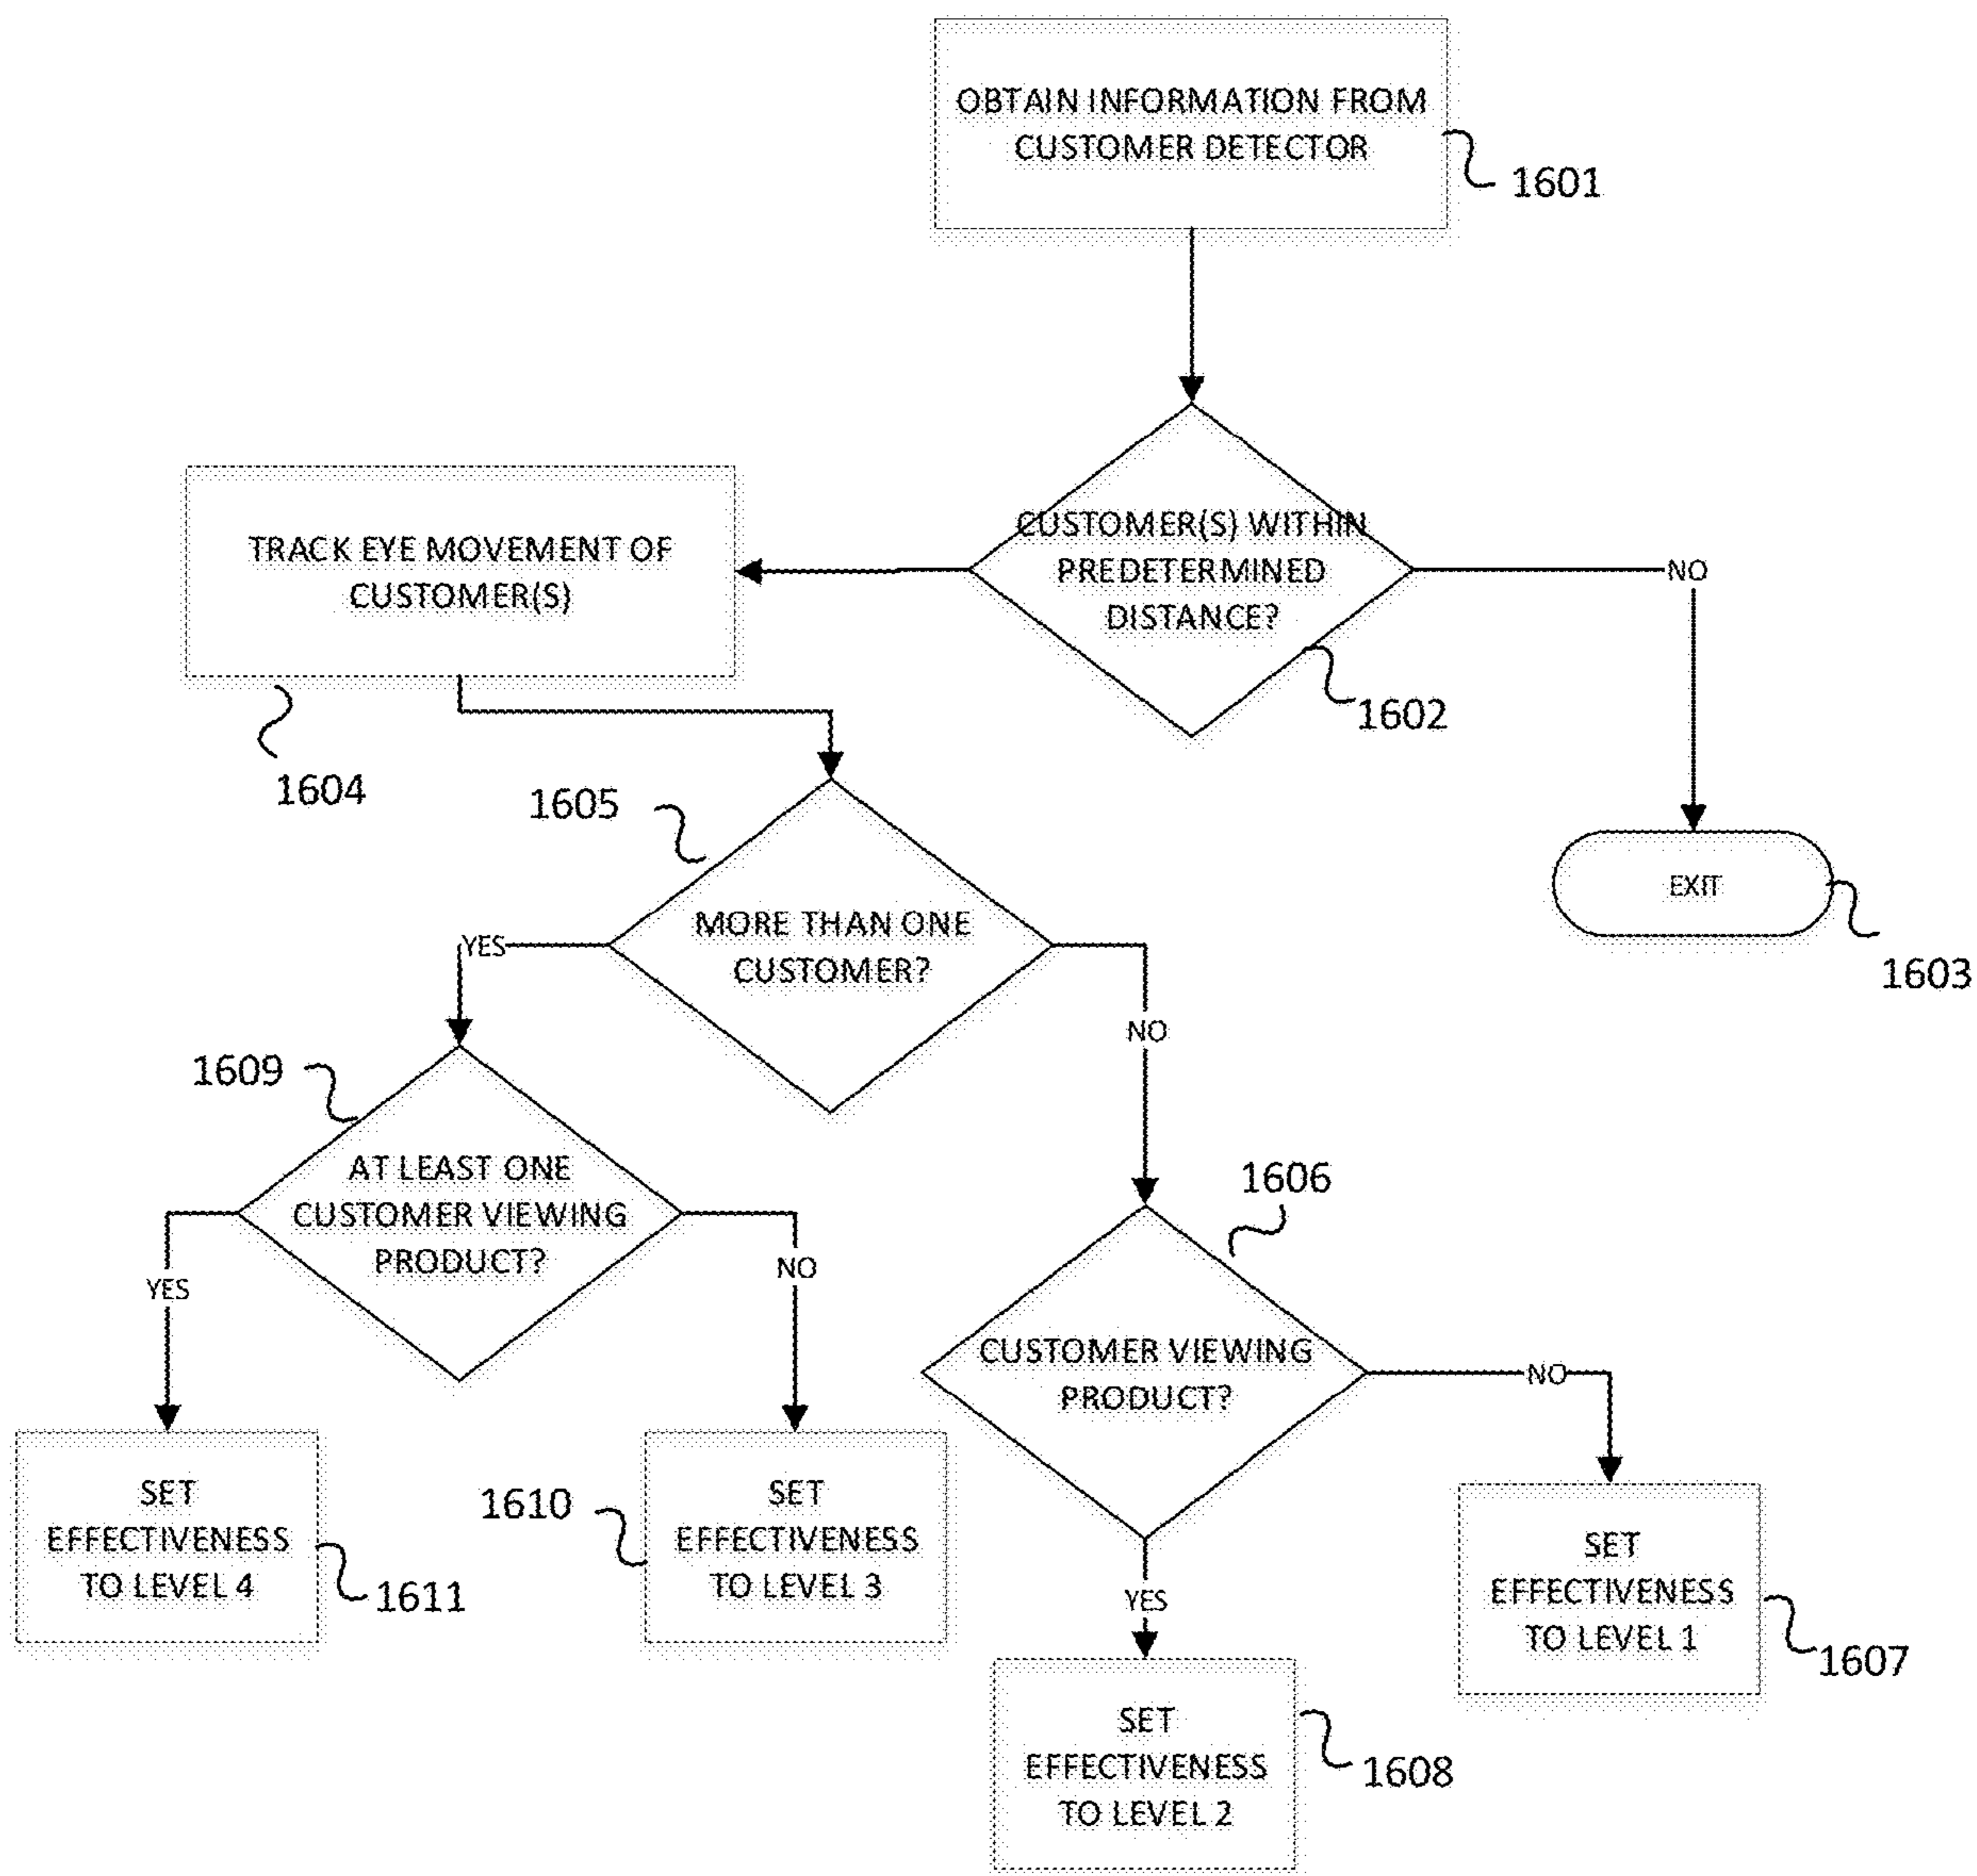 OBTAIN INFORMATION FROM
CUSTOMER DETECTOR
1601
CUSTOMER(S) WITHIN
PREDETERMINED
DISTANCE?
1602
NO
TRACK EYE MOVEMENT OF
CUSTOMER(S)
1604
EXIT
1603
1605
MORE THAN ONE
CUSTOMER?
YES
NO
1609
AT LEAST ONE
CUSTOMER VIEWING
PRODUCT?
YES
NO
1606
CUSTOMER VIEWING
PRODUCT?
NO
YES
SET
EFFECTIVENESS
TO LEVEL 4
1611
1610
SET
EFFECTIVENESS
TO LEVEL 3
SET
EFFECTIVENESS
TO LEVEL 1
1607
SET
EFFECTIVENESS
TO LEVEL 2
1608